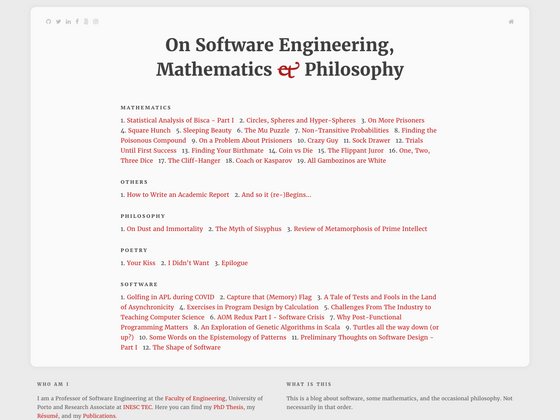 On Software Engineering,
Mathematics & Philosophy
MATHEMATICS
1. Statistical Analysis of Bisca - Part I 2. Circles, Spheres and Hyper-Spheres 3. On More Prisoners
4. Square Hunch 5. Sleeping Beauty 6. The Mu Puzzle 7. Non-Transitive Probabilities 8. Finding the
Poisonous Compound 9. On a Problem About Prisioners 10. Crazy Guy 11. Sock Drawer 12. Trials
Until First Success 13. Finding Your Birthmate 14. Coin vs Die 15. The Flippant Juror 16. One, Two,
Three Dice 17. The Cliff-Hanger 18. Coach or Kasparov 19. All Gambozinos are White
OTHERS
1. How to Write an Academic Report 2. And so it (re-)Begins...
PHILOSOPHY
1. On Dust and Immortality 2. The Myth of Sisyphus 3. Review of Metamorphosis of Prime Intellect
POETRY
1. Your Kiss 2. I Didn't Want 3. Epilogue
SOFTWARE
1. Golfing in APL during COVID 2. Capture that (Memory) Flag 3. A Tale of Tests and Fools in the Land
of Asynchronicity 4. Exercises in Program Design by Calculation 5. Challenges From The Industry to
Teaching Computer Science 6. AOM Redux Part I - Software Crisis 7. Why Post-Functional
Programming Matters 8. An Exploration of Genetic Algorithms in Scala 9. Turtles all the way down (or
up?) 10. Some Words on the Epistemology of Patterns 11. Preliminary Thoughts on Software Design -
Part I 12. The Shape of Software
WHO AM I
I am a Professor of Software Engineering at the Faculty of Engineering, University of
Porto and Research Associate at INESC TEC. Here you can find my PhD Thesis, my
Résumé, and my Publications.
WHAT IS THIS
This is a blog about software, some mathematics, and the occasional philosophy. Not
necessarily in that order.